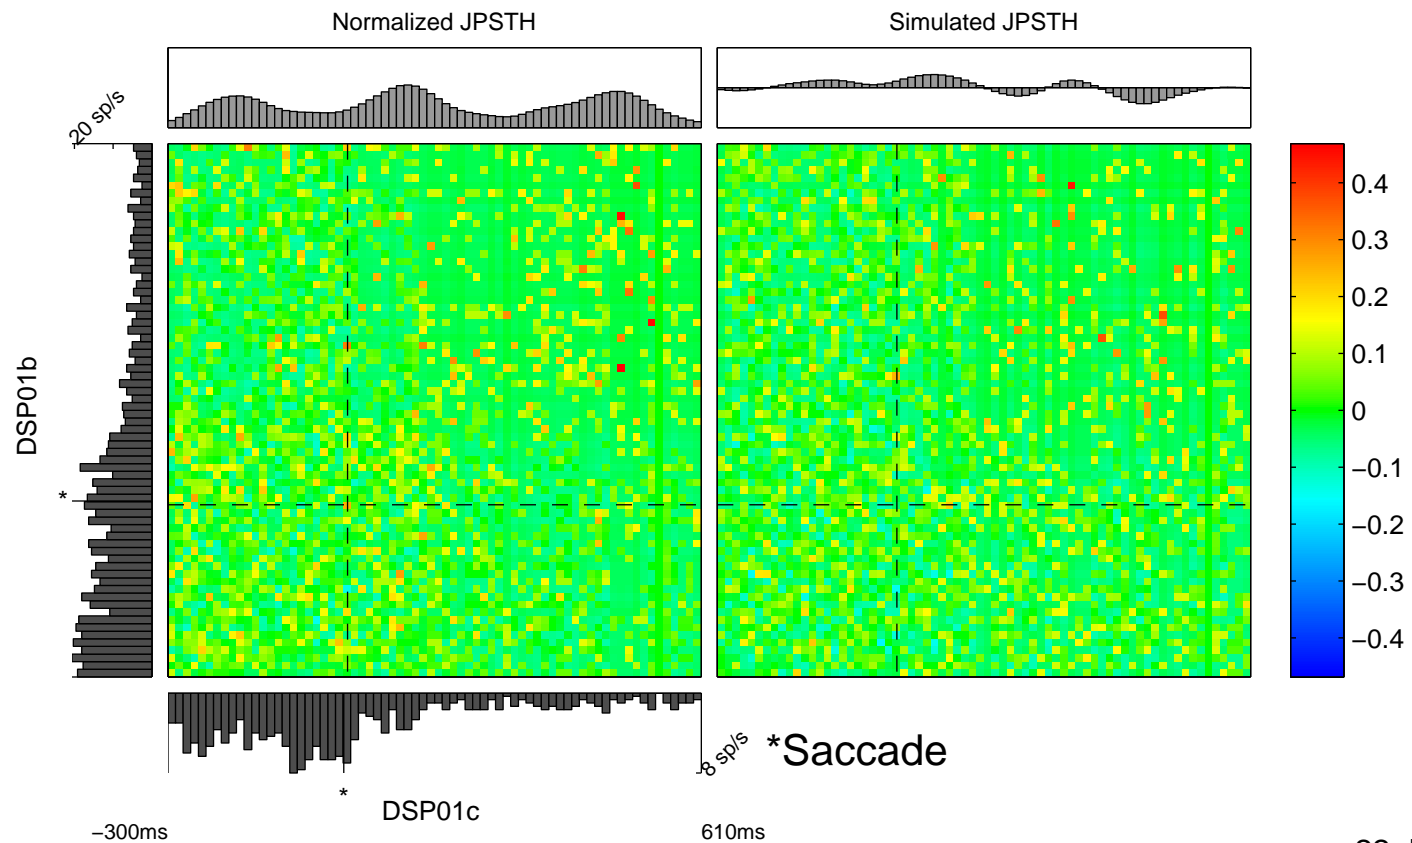 Normalized JPSTH
Simulated JPSTH
20 sp/s
DSP01b
*
0.4
0.3
0.2
0.1
0
−0.1
−0.2
−0.3
−0.4
8 sp/s
*Saccade
*
DSP01c
−300ms
610ms